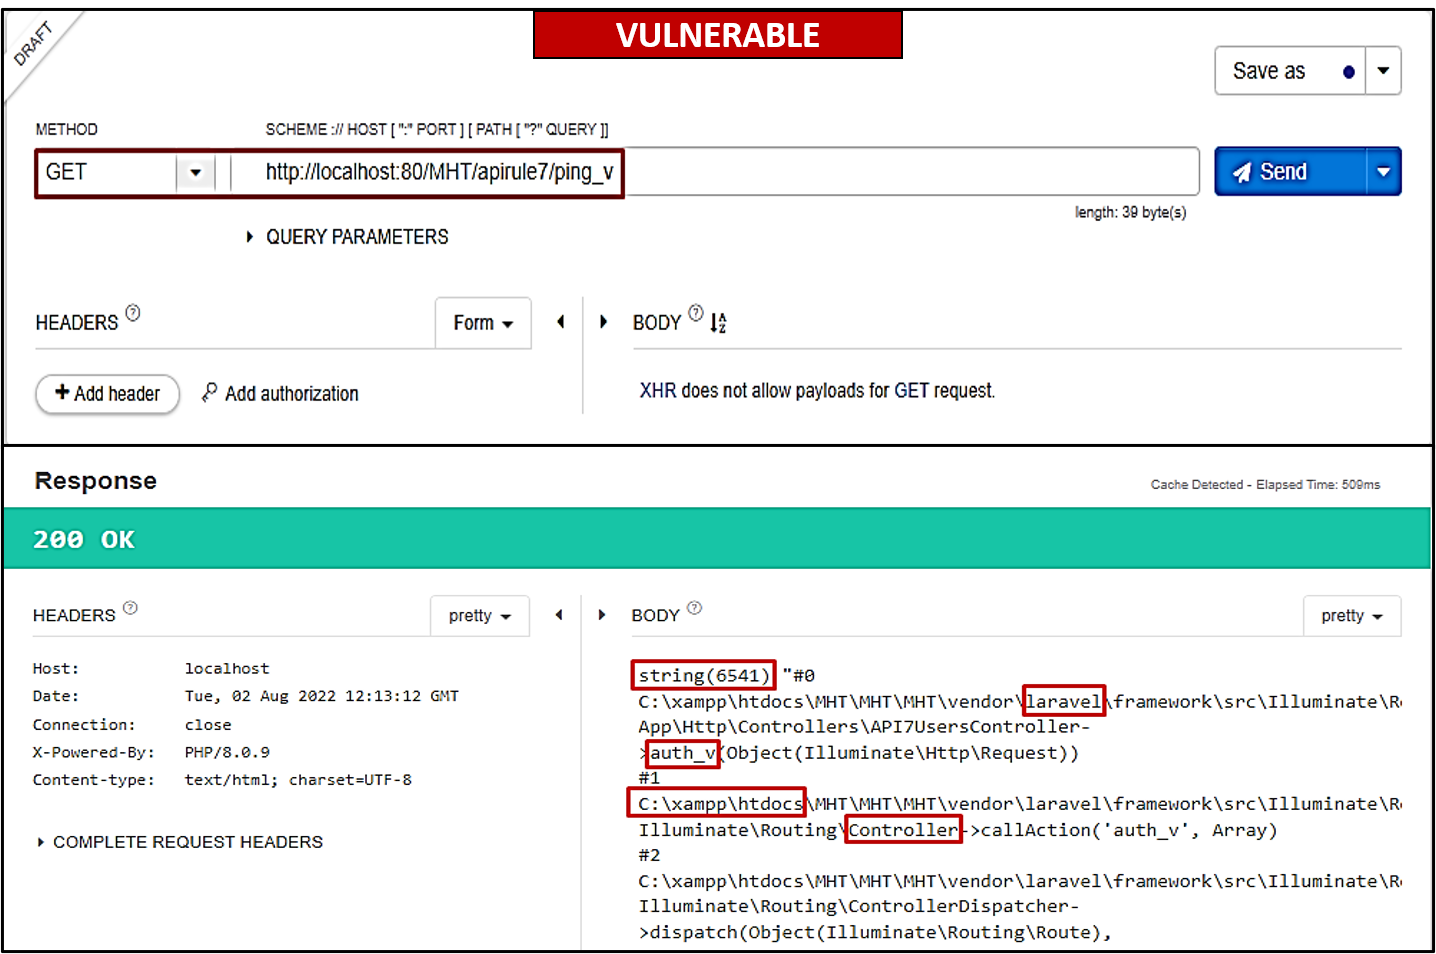 VULNERABLE
DRAFT
Save as
METHOD
SCHEME :// HOST [ ":" PORT ] [ PATH [ "?" QUERY ]]
GET
http://localhost:80/MHT/apirule7/ping_v
Send
length: 39 byte(s)
QUERY PARAMETERS
HEADERS ?
Form
BODY ? AZ
+ Add header
Add authorization
XHR does not allow payloads for GET request.
Response
Cache Detected - Elapsed Time: 509ms
200 OK
HEADERS ?
pretty
BODY ?
pretty
Host: localhost
Date: Tue, 02 Aug 2022 12:13:12 GMT
Connection: close
X-Powered-By: PHP/8.0.9
Content-type: text/html; charset=UTF-8
COMPLETE REQUEST HEADERS
string(6541) "#0
C:\xampp\htdocs\MHT\MHT\MHT\vendor\laravel\framework\src\Illuminate\R
App\Http\Controllers\API7UsersController-
>auth_v(Object(Illuminate\Http\Request))
#1
C:\xampp\htdocs\MHT\MHT\MHT\vendor\laravel\framework\src\Illuminate\R
Illuminate\Routing\Controller->callAction('auth_v', Array)
#2
C:\xampp\htdocs\MHT\MHT\MHT\vendor\laravel\framework\src\Illuminate\R
Illuminate\Routing\ControllerDispatcher-
>dispatch(Object(Illuminate\Routing\Route),